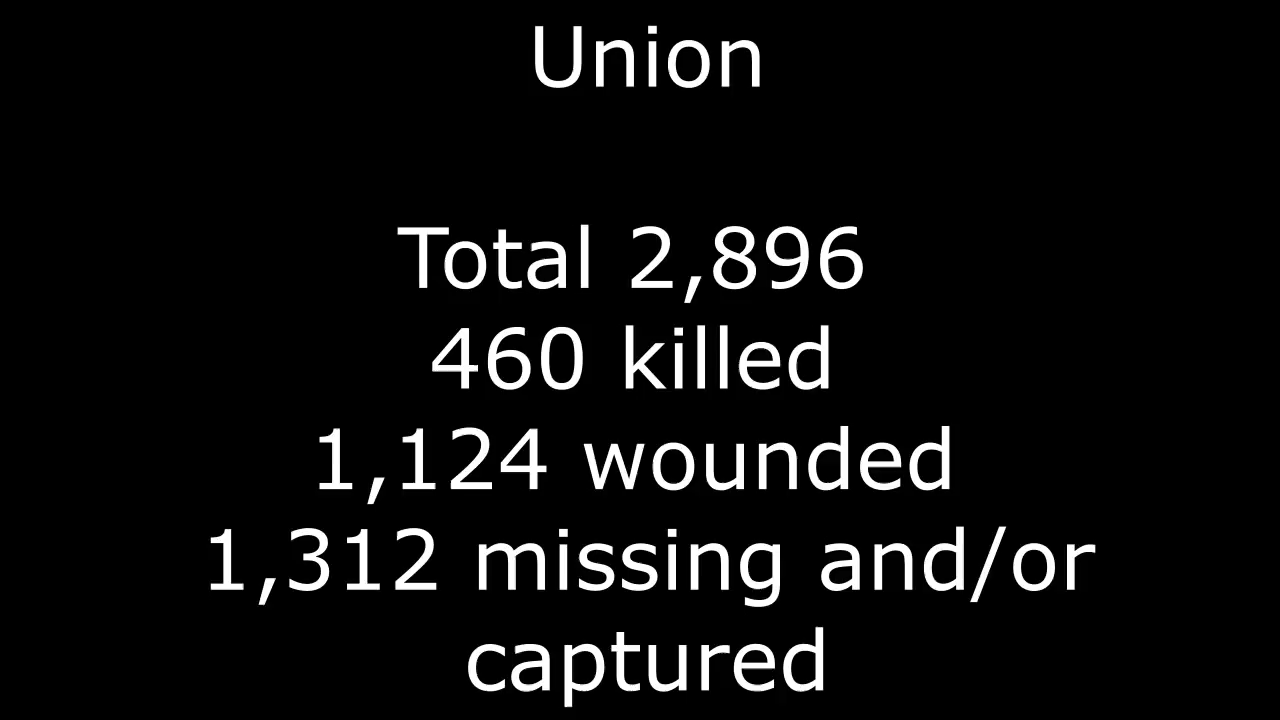 Union
Total 2,896
460 killed
1,124 wounded
1,312 missing and/or
captured